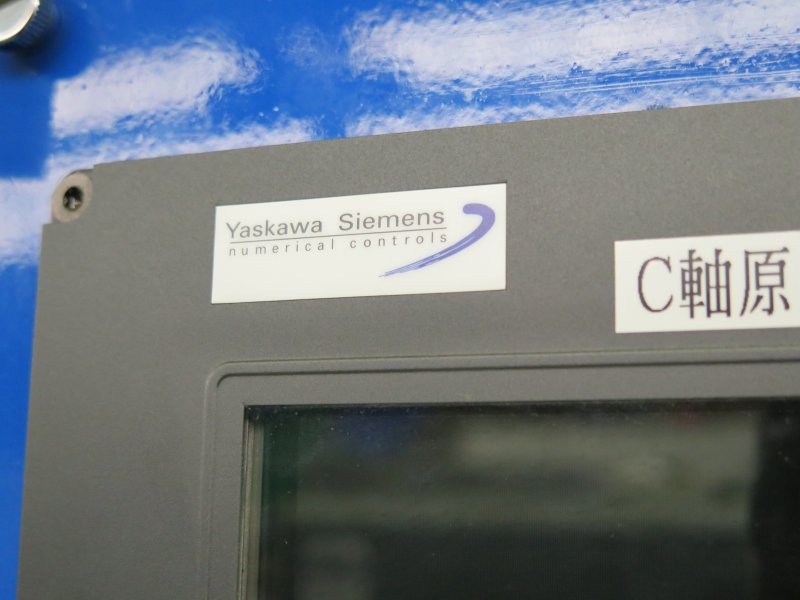 Yaskawa Siemens
numerical controls
C軸原